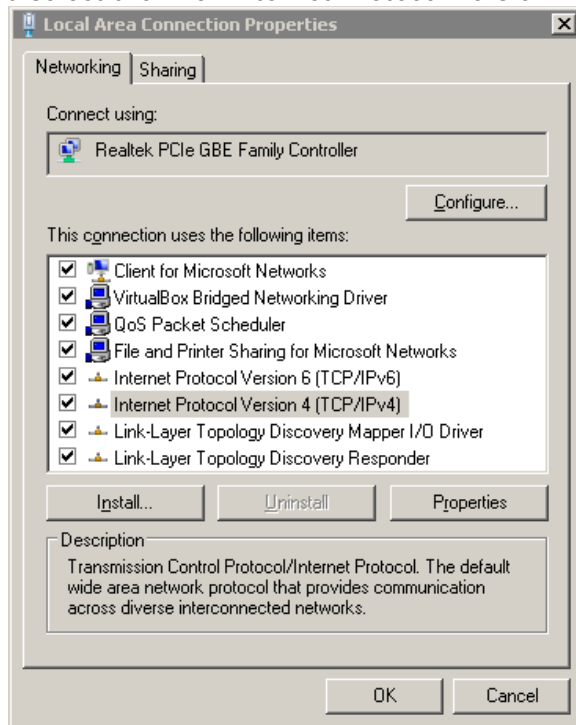 Local Area Connection Properties
Networking
Sharing
Connect using:
Realtek PCIe GBE Family Controller
Configure...
This connection uses the following items:
Client for Microsoft Networks
VirtualBox Bridged Networking Driver
QoS Packet Scheduler
File and Printer Sharing for Microsoft Networks
Internet Protocol Version 6 (TCP/IPv6)
Internet Protocol Version 4 (TCP/IPv4)
Link-Layer Topology Discovery Mapper I/O Driver
Link-Layer Topology Discovery Responder
Install...
Uninstall
Properties
Description
Transmission Control Protocol/Internet Protocol. The default
wide area network protocol that provides communication
across diverse interconnected networks.
OK
Cancel